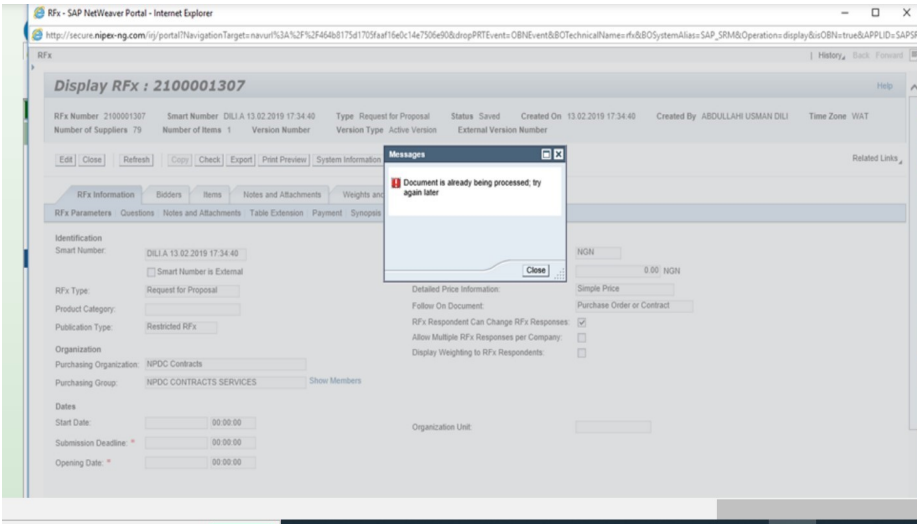 RFx - SAP NetWeaver Portal - Internet Explorer
http://secure.nipex-ng.com/irj/portal?NavigationTarget=navurl%3A%2F%2F464b8175d1705faaf16e0c14e7506e90&dropPRTEvent=OBNEvent&BOTechnicalName=rfx&BOSystemAlias=SAP_SRM&Operation=display&isOBN=true&APPLID=SAPSR
RFx | History Back Forward
Display RFx : 2100001307 Help
RFx Number 2100001307 Smart Number DILI.A 13.02.2019 17:34:40 Type Request for Proposal Status Saved Created On 13.02.2019 17:34:40 Created By ABDULLAHI USMAN DILI Time Zone WAT
Number of Suppliers 79 Number of Items 1 Version Number Version Type Active Version External Version Number
Edit Close Refresh Copy Check Export Print Preview System Information Related Links
Messages
Document is already being processed; try
again later
Close
RFx Information Bidders Items Notes and Attachments Weights and
RFx Parameters Questions Notes and Attachments Table Extension Payment Synopsis
Identification
Smart Number: DILI.A 13.02.2019 17:34:40 NGN
Smart Number is External 0.00 NGN
RFx Type: Request for Proposal Detailed Price Information: Simple Price
Product Category: Follow On Document: Purchase Order or Contract
Publication Type: Restricted RFx RFx Respondent Can Change RFx Responses:
Allow Multiple RFx Responses per Company:
Organization Display Weighting to RFx Respondents:
Purchasing Organization: NPDC Contracts
Purchasing Group: NPDC CONTRACTS SERVICES Show Members
Dates
Start Date: 00:00:00 Organization Unit:
Submission Deadline: * 00:00:00
Opening Date: * 00:00:00